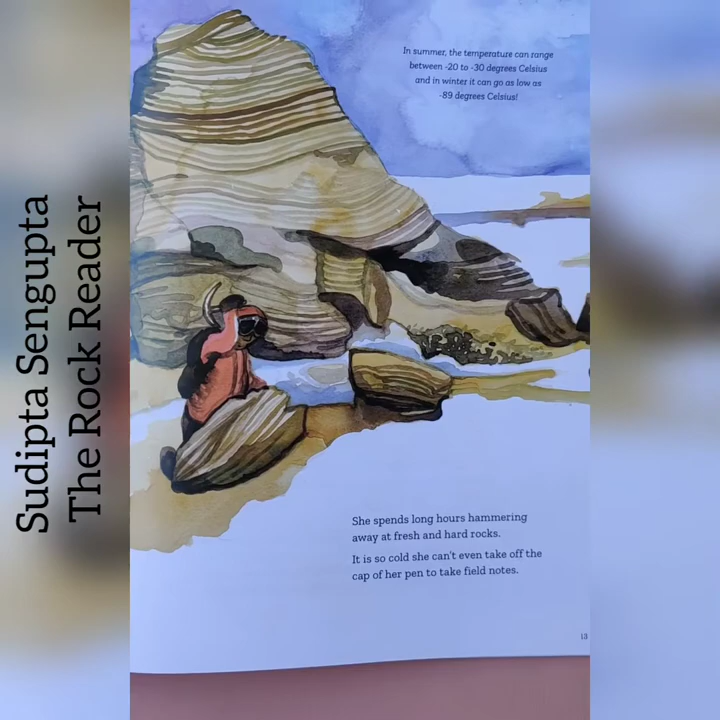 Sudipta Sengupta
The Rock Reader
In summer, the temperature can range
between -20 to -30 degrees Celsius
and in winter it can go as low as
-89 degrees Celsius!
She spends long hours hammering
away at fresh and hard rocks.
It is so cold she can't even take off the
cap of her pen to take field notes.
13